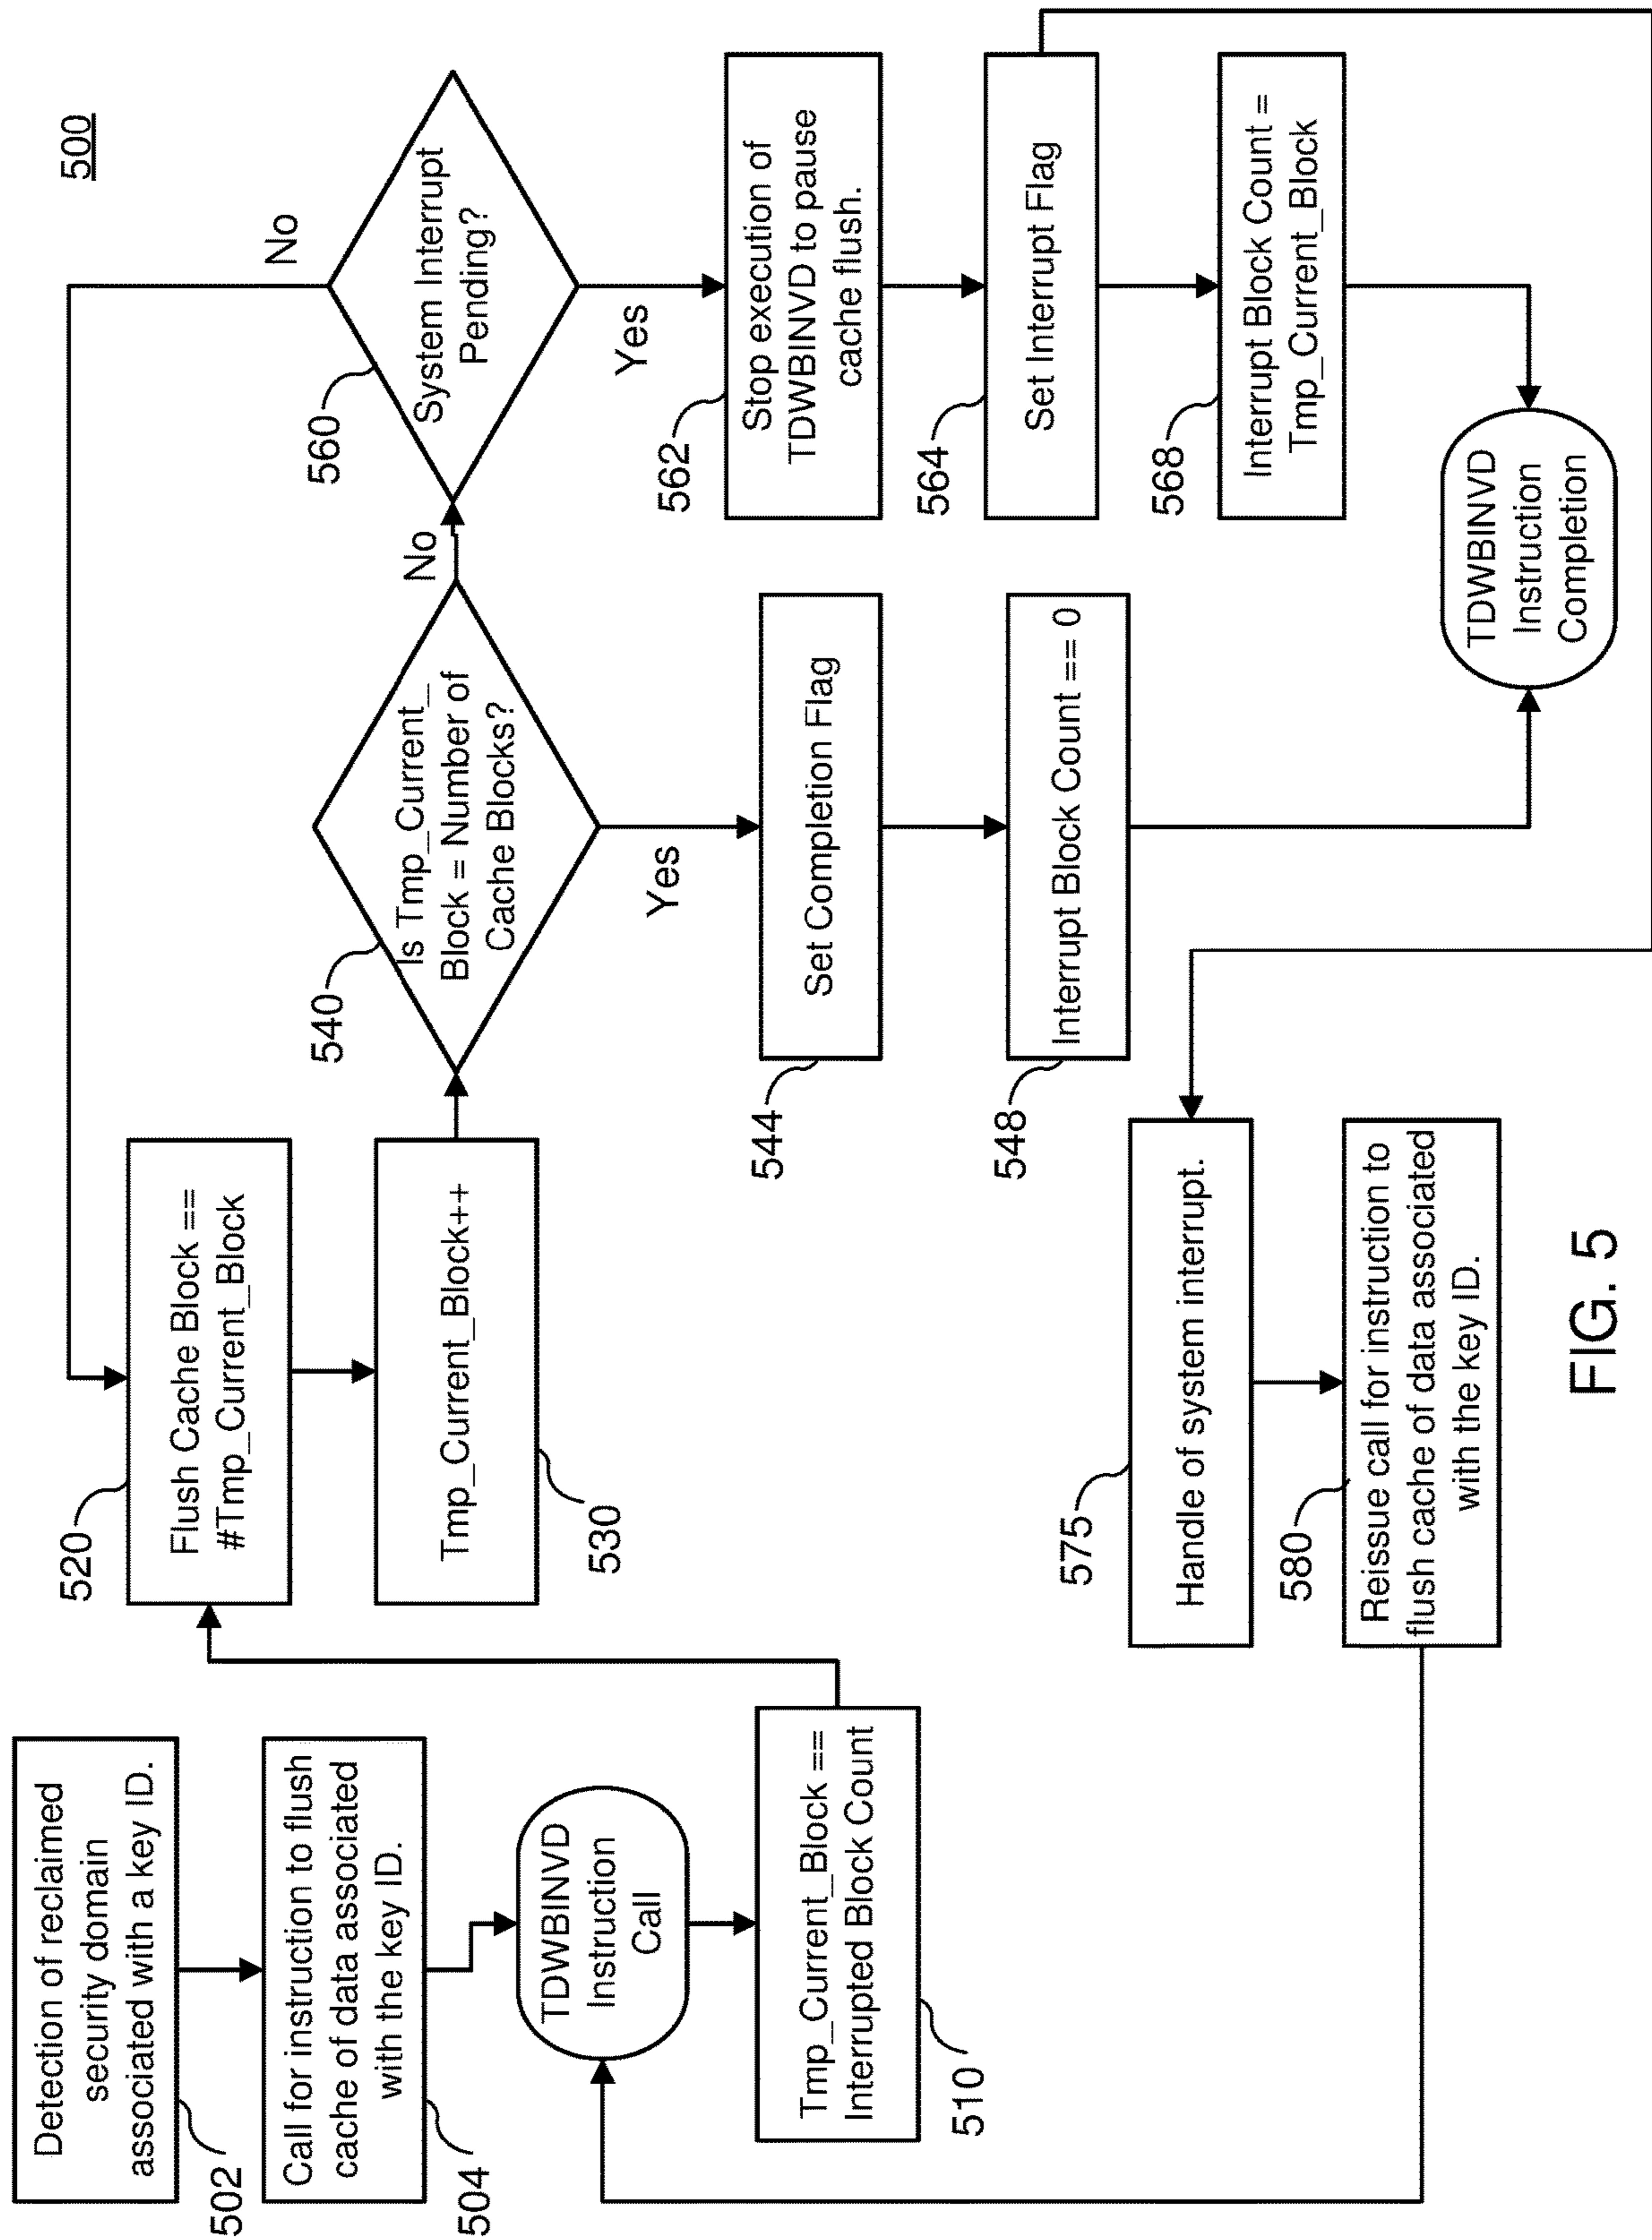 500
Detection of reclaimed
security domain
associated with a key ID.
502
Call for instruction to flush
cache of data associated
with the key ID.
504
TDWBINVD
Instruction
Call
Tmp_Current_Block ==
Interrupted Block Count
510
520
Flush Cache Block ==
#Tmp_Current_Block
Tmp_Current_Block++
530
540
Is Tmp_Current_
Block = Number of
Cache Blocks?
No
Yes
544
Set Completion Flag
548
Interrupt Block Count == 0
560
System Interrupt
Pending?
No
Yes
562
Stop execution of
TDWBINVD to pause
cache flush.
564
Set Interrupt Flag
568
Interrupt Block Count =
Tmp_Current_Block
TDWBINVD
Instruction
Completion
575
Handle of system interrupt.
580
Reissue call for instruction to
flush cache of data associated
with the key ID.
FIG. 5